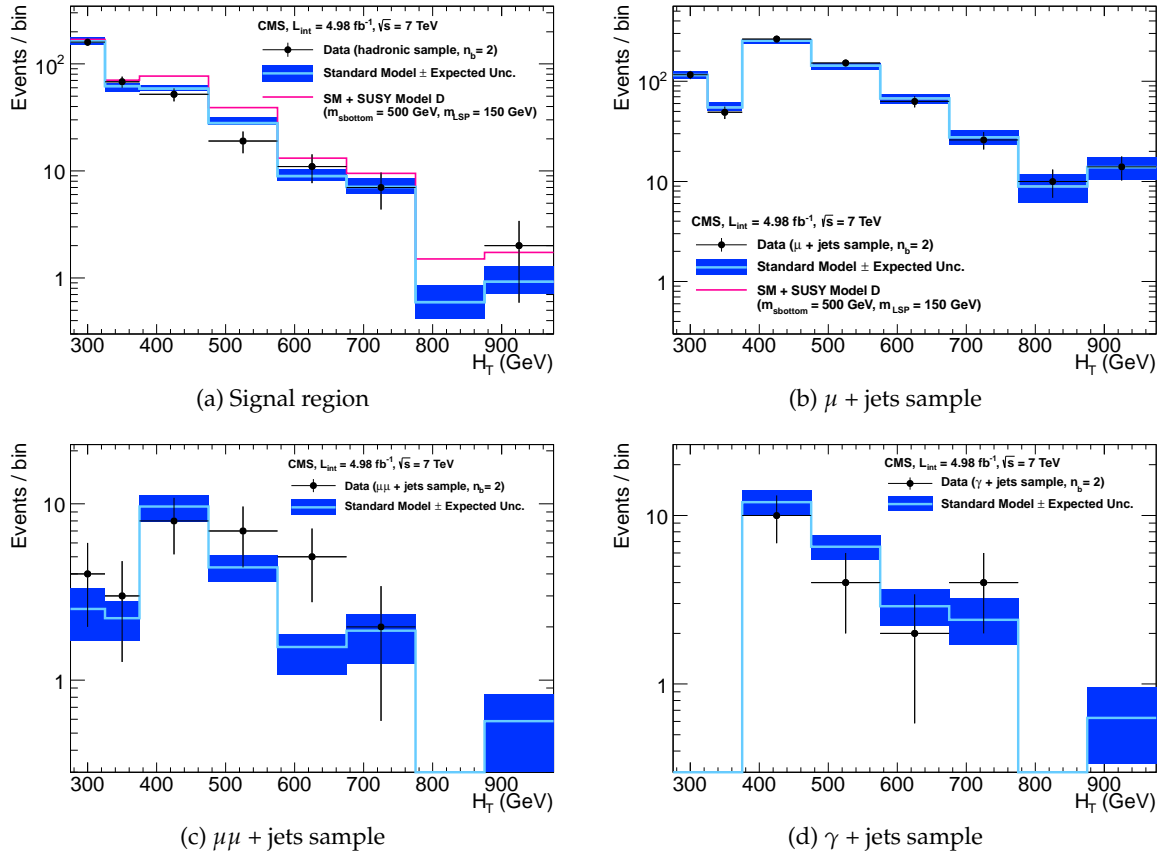 Events / bin
10²
10
1
CMS, L_int = 4.98 fb⁻¹, √s = 7 TeV
Data (hadronic sample, n_b = 2)
Standard Model ± Expected Unc.
SM + SUSY Model D
(m_sbottom = 500 GeV, m_LSP = 150 GeV)
300 400 500 600 700 800 900
H_T (GeV)
(a) Signal region
Events / bin
10²
10
1
CMS, L_int = 4.98 fb⁻¹, √s = 7 TeV
Data (μ + jets sample, n_b = 2)
Standard Model ± Expected Unc.
SM + SUSY Model D
(m_sbottom = 500 GeV, m_LSP = 150 GeV)
300 400 500 600 700 800 900
H_T (GeV)
(b) μ + jets sample
Events / bin
10
1
CMS, L_int = 4.98 fb⁻¹, √s = 7 TeV
Data (μμ + jets sample, n_b = 2)
Standard Model ± Expected Unc.
300 400 500 600 700 800 900
H_T (GeV)
(c) μμ + jets sample
Events / bin
10
1
CMS, L_int = 4.98 fb⁻¹, √s = 7 TeV
Data (γ + jets sample, n_b = 2)
Standard Model ± Expected Unc.
300 400 500 600 700 800 900
H_T (GeV)
(d) γ + jets sample